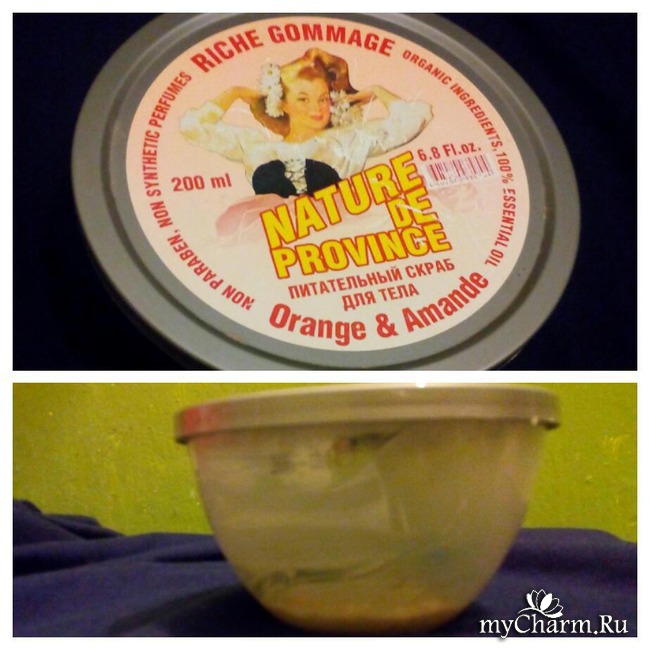 RICHE GOMMAGE
NON PARABEN, NON SYNTHETIC PERFUMES
ORGANIC INGREDIENTS, 100% ESSENTIAL OIL
200 ml
6,8 Fl.oz.
NATURE
DE
PROVINCE
ПИТАТЕЛЬНЫЙ СКРАБ
ДЛЯ ТЕЛА
Orange & Amande
myCharm.Ru